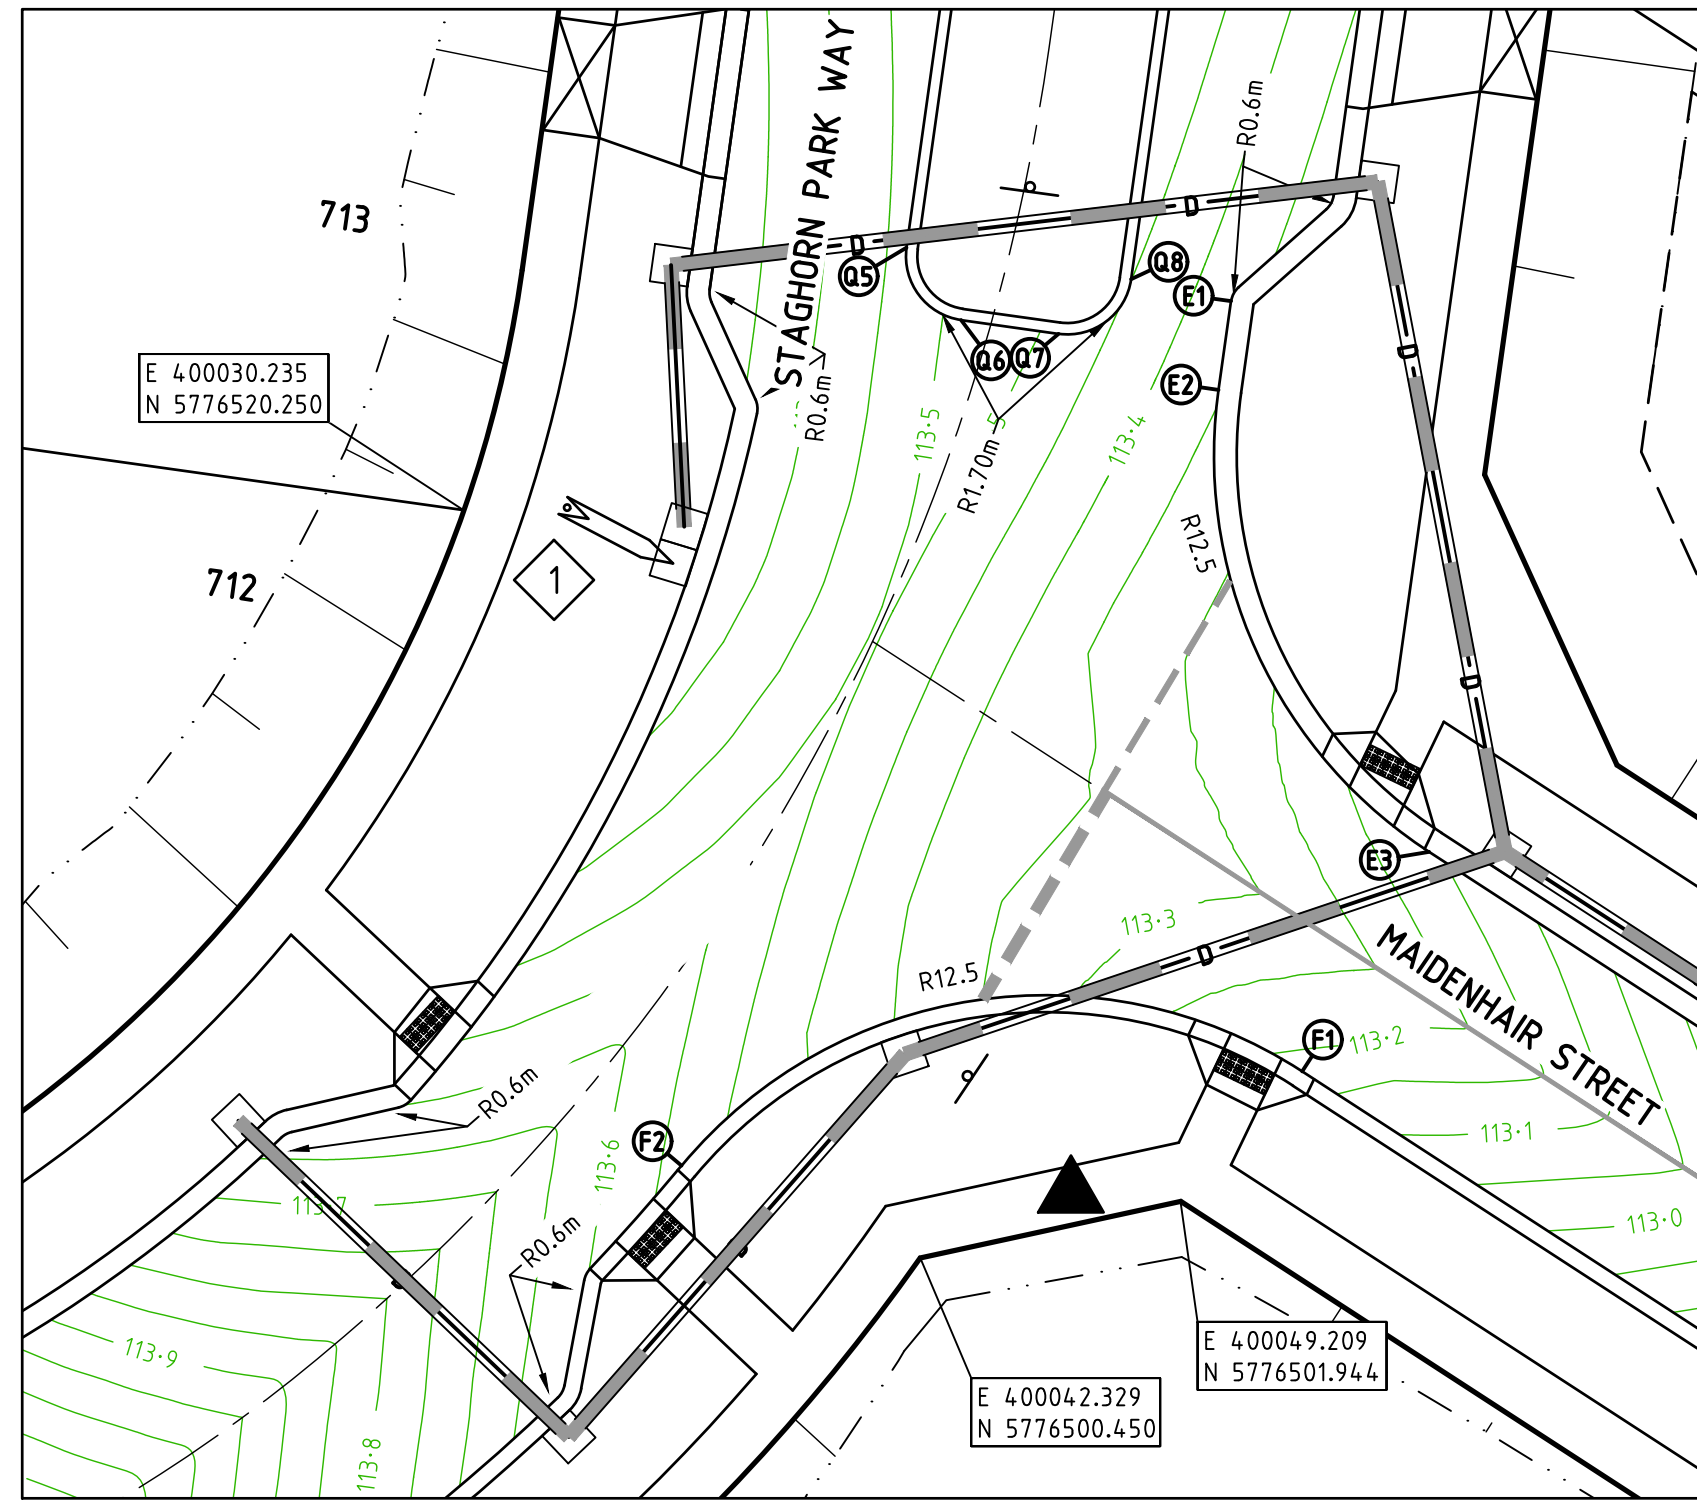 STAGHORN PARK WAY
R0.6m
713
D
D
Q5
Q8
E1
Q6
Q7
E2
E 400030.235
N 5776520.250
R0.6m
D
113.5
5
113.4
R1.70m
R12.5
712
1
D
E3
113.3
MAIDENHAIR STREET
D
R12.5
F1
113.2
R0.6m
F2
113.6
113.1
113.7
R0.6m
113.0
113.9
E 400049.209
N 5776501.944
E 400042.329
N 5776500.450
113.8